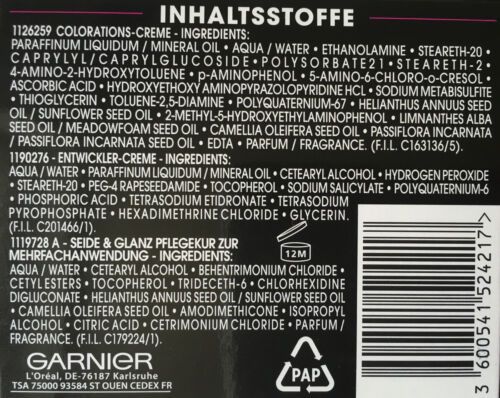 INHALTSSTOFFE
1126259 COLORATIONS-CREME - INGREDIENTS:
PARAFFINUM LIQUIDUM / MINERAL OIL • AQUA / WATER • ETHANOLAMINE • STEARETH-20 •
CAPRYLYL / CAPRYL GLUCOSIDE • POLYSORBATE 21 • STEARETH-2 •
4-AMINO-2-HYDROXYTOLUENE • p-AMINOPHENOL • 5-AMINO-6-CHLORO-o-CRESOL •
ASCORBIC ACID • HYDROXYETHOXY AMINOPYRAZOLOPYRIDINE HCL • SODIUM METABISULFITE
• THIOGLYCERIN • TOLUENE-2,5-DIAMINE • POLYQUATERNIUM-67 • HELIANTHUS ANNUUS SEED
OIL / SUNFLOWER SEED OIL • 2-METHYL-5-HYDROXYETHYLAMINOPHENOL • LIMNANTHES ALBA
SEED OIL / MEADOWFOAM SEED OIL • CAMELLIA OLEIFERA SEED OIL • PASSIFLORA INCARNATA
/ PASSIFLORA INCARNATA SEED OIL • EDTA • PARFUM / FRAGRANCE. (F.I.L. C163136/5).
1190276 - ENTWICKLER-CREME - INGREDIENTS:
AQUA / WATER • PARAFFINUM LIQUIDUM / MINERAL OIL • CETEARYL ALCOHOL • HYDROGEN PEROXIDE
• STEARETH-20 • PEG-4 RAPESEEDAMIDE • TOCOPHEROL • SODIUM SALICYLATE • POLYQUATERNIUM-6
• PHOSPHORIC ACID • TETRASODIUM ETIDRONATE • TETRASODIUM
PYROPHOSPHATE • HEXADIMETHRINE CHLORIDE • GLYCERIN.
(F.I.L. C201466/1).
1119728 A - SEIDE & GLANZ PFLEGEKUR ZUR
MEHRFACHANWENDUNG - INGREDIENTS:
AQUA / WATER • CETEARYL ALCOHOL • BEHENTRIMONIUM CHLORIDE •
CETYL ESTERS • TOCOPHEROL • TRIDECETH-6 • CHLORHEXIDINE
DIGLUCONATE • HELIANTHUS ANNUUS SEED OIL / SUNFLOWER SEED OIL
• CAMELLIA OLEIFERA SEED OIL • AMODIMETHICONE • ISOPROPYL
ALCOHOL • CITRIC ACID • CETRIMONIUM CHLORIDE • PARFUM /
FRAGRANCE. (F.I.L. C179224/1).
12M
GARNIER
L'Oréal, DE-76187 Karlsruhe
TSA 75000 93584 ST OUEN CEDEX FR
PAP
3 600541 524217 >